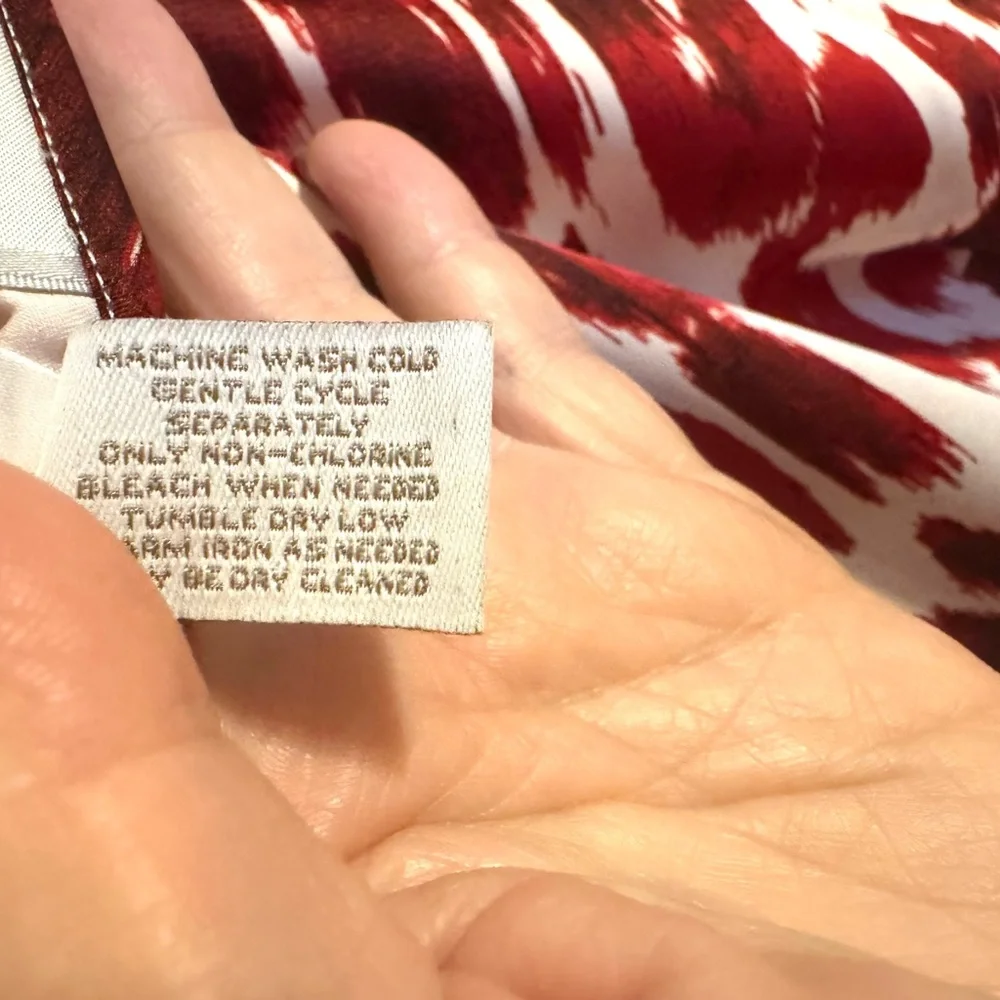 MACHINE WASH COLD
GENTLE CYCLE
SEPARATELY
ONLY NON-CHLORINE
BLEACH WHEN NEEDED
TUMBLE DRY LOW
ARM IRON AS NEEDED
Y BE DRY CLEANED